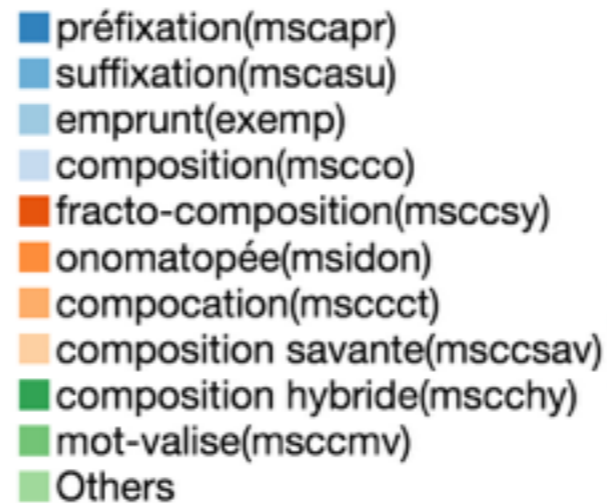 préfixation(mscapr)
suffixation(mscasu)
emprunt(exemp)
composition(mscco)
fracto-composition(msccsy)
onomatopée(msidon)
compocation(msccct)
composition savante(msccsav)
composition hybride(mscchy)
mot-valise(msccmv)
Others